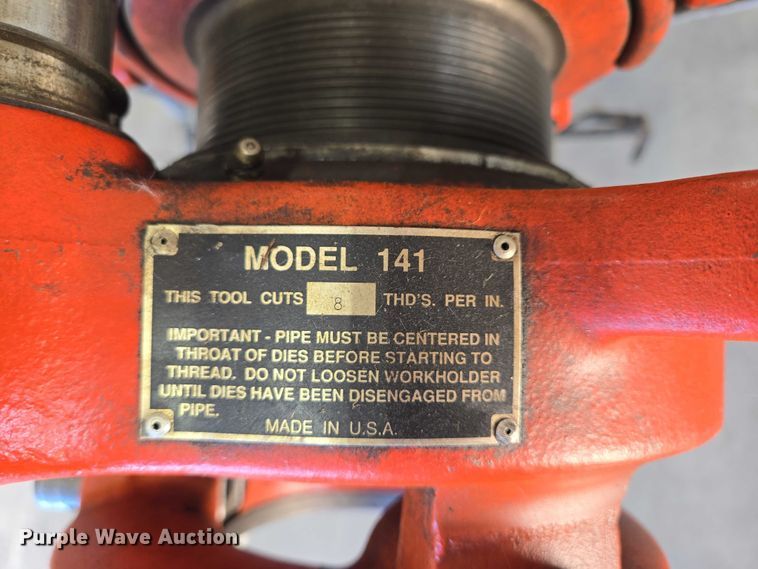 MODEL 141
THIS TOOL CUTS 8 THD'S. PER IN.
IMPORTANT - PIPE MUST BE CENTERED IN
THROAT OF DIES BEFORE STARTING TO
THREAD. DO NOT LOOSEN WORKHOLDER
UNTIL DIES HAVE BEEN DISENGAGED FROM
PIPE.
MADE IN U.S.A.
Purple Wave Auction